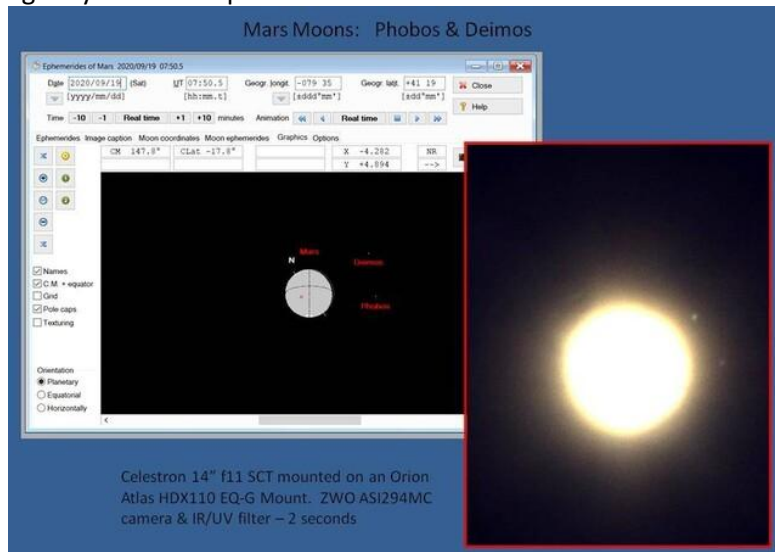 Mars Moons: Phobos & Deimos
Ephemerides of Mars 2020/09/19 07:50.5
Date 2020/09/19 (Sat) UT 07:50.5 Geogr. longit. -079 35 Geogr. latit. +41 19 Close
[yyyy/mm/dd] [hh:mm.t] [±ddd°mm'] [±dd°mm'] Help
Time -10 -1 Real time +1 +10 minutes Animation Real time
Ephemerides Image caption Moon coordinates Moon ephemerides Graphics Options
CM 147.8° CLat -17.8° X -4.282 NR
Y +4.894 -->
Mars
N
Deimos
Phobos
Names
C.M. + equator
Grid
Pole caps
Texturing
Orientation
Planetary
Equatorial
Horizontally
Celestron 14" f11 SCT mounted on an Orion
Atlas HDX110 EQ-G Mount. ZWO ASI294MC
camera & IR/UV filter – 2 seconds